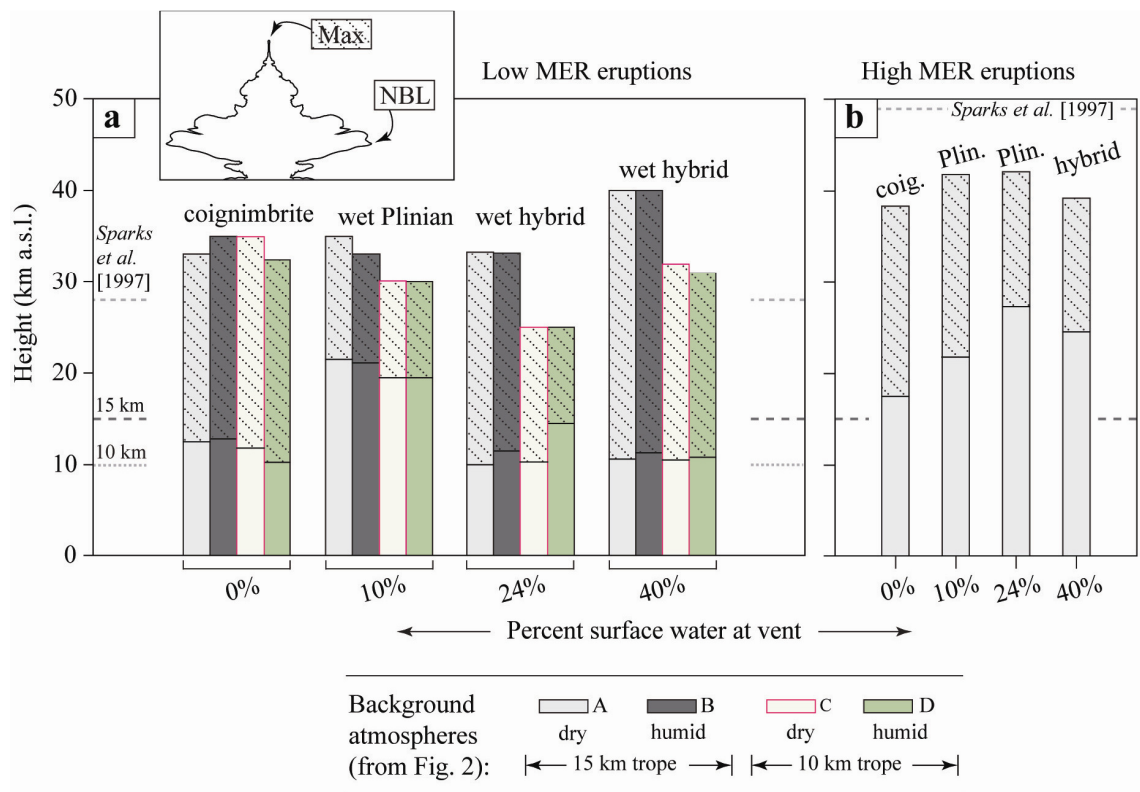 Max
NBL
Low MER eruptions
High MER eruptions
a
b
Height (km a.s.l.)
50
40
30
20
10
0
Sparks
et al.
[1997]
15 km
10 km
coignimbrite
wet Plinian
wet hybrid
wet hybrid
Sparks et al. [1997]
coig.
Plin.
Plin.
hybrid
0%
10%
24%
40%
0%
10%
24%
40%
Percent surface water at vent
Background
atmospheres
(from Fig. 2):
A
B
C
D
dry
humid
dry
humid
15 km trope
10 km trope